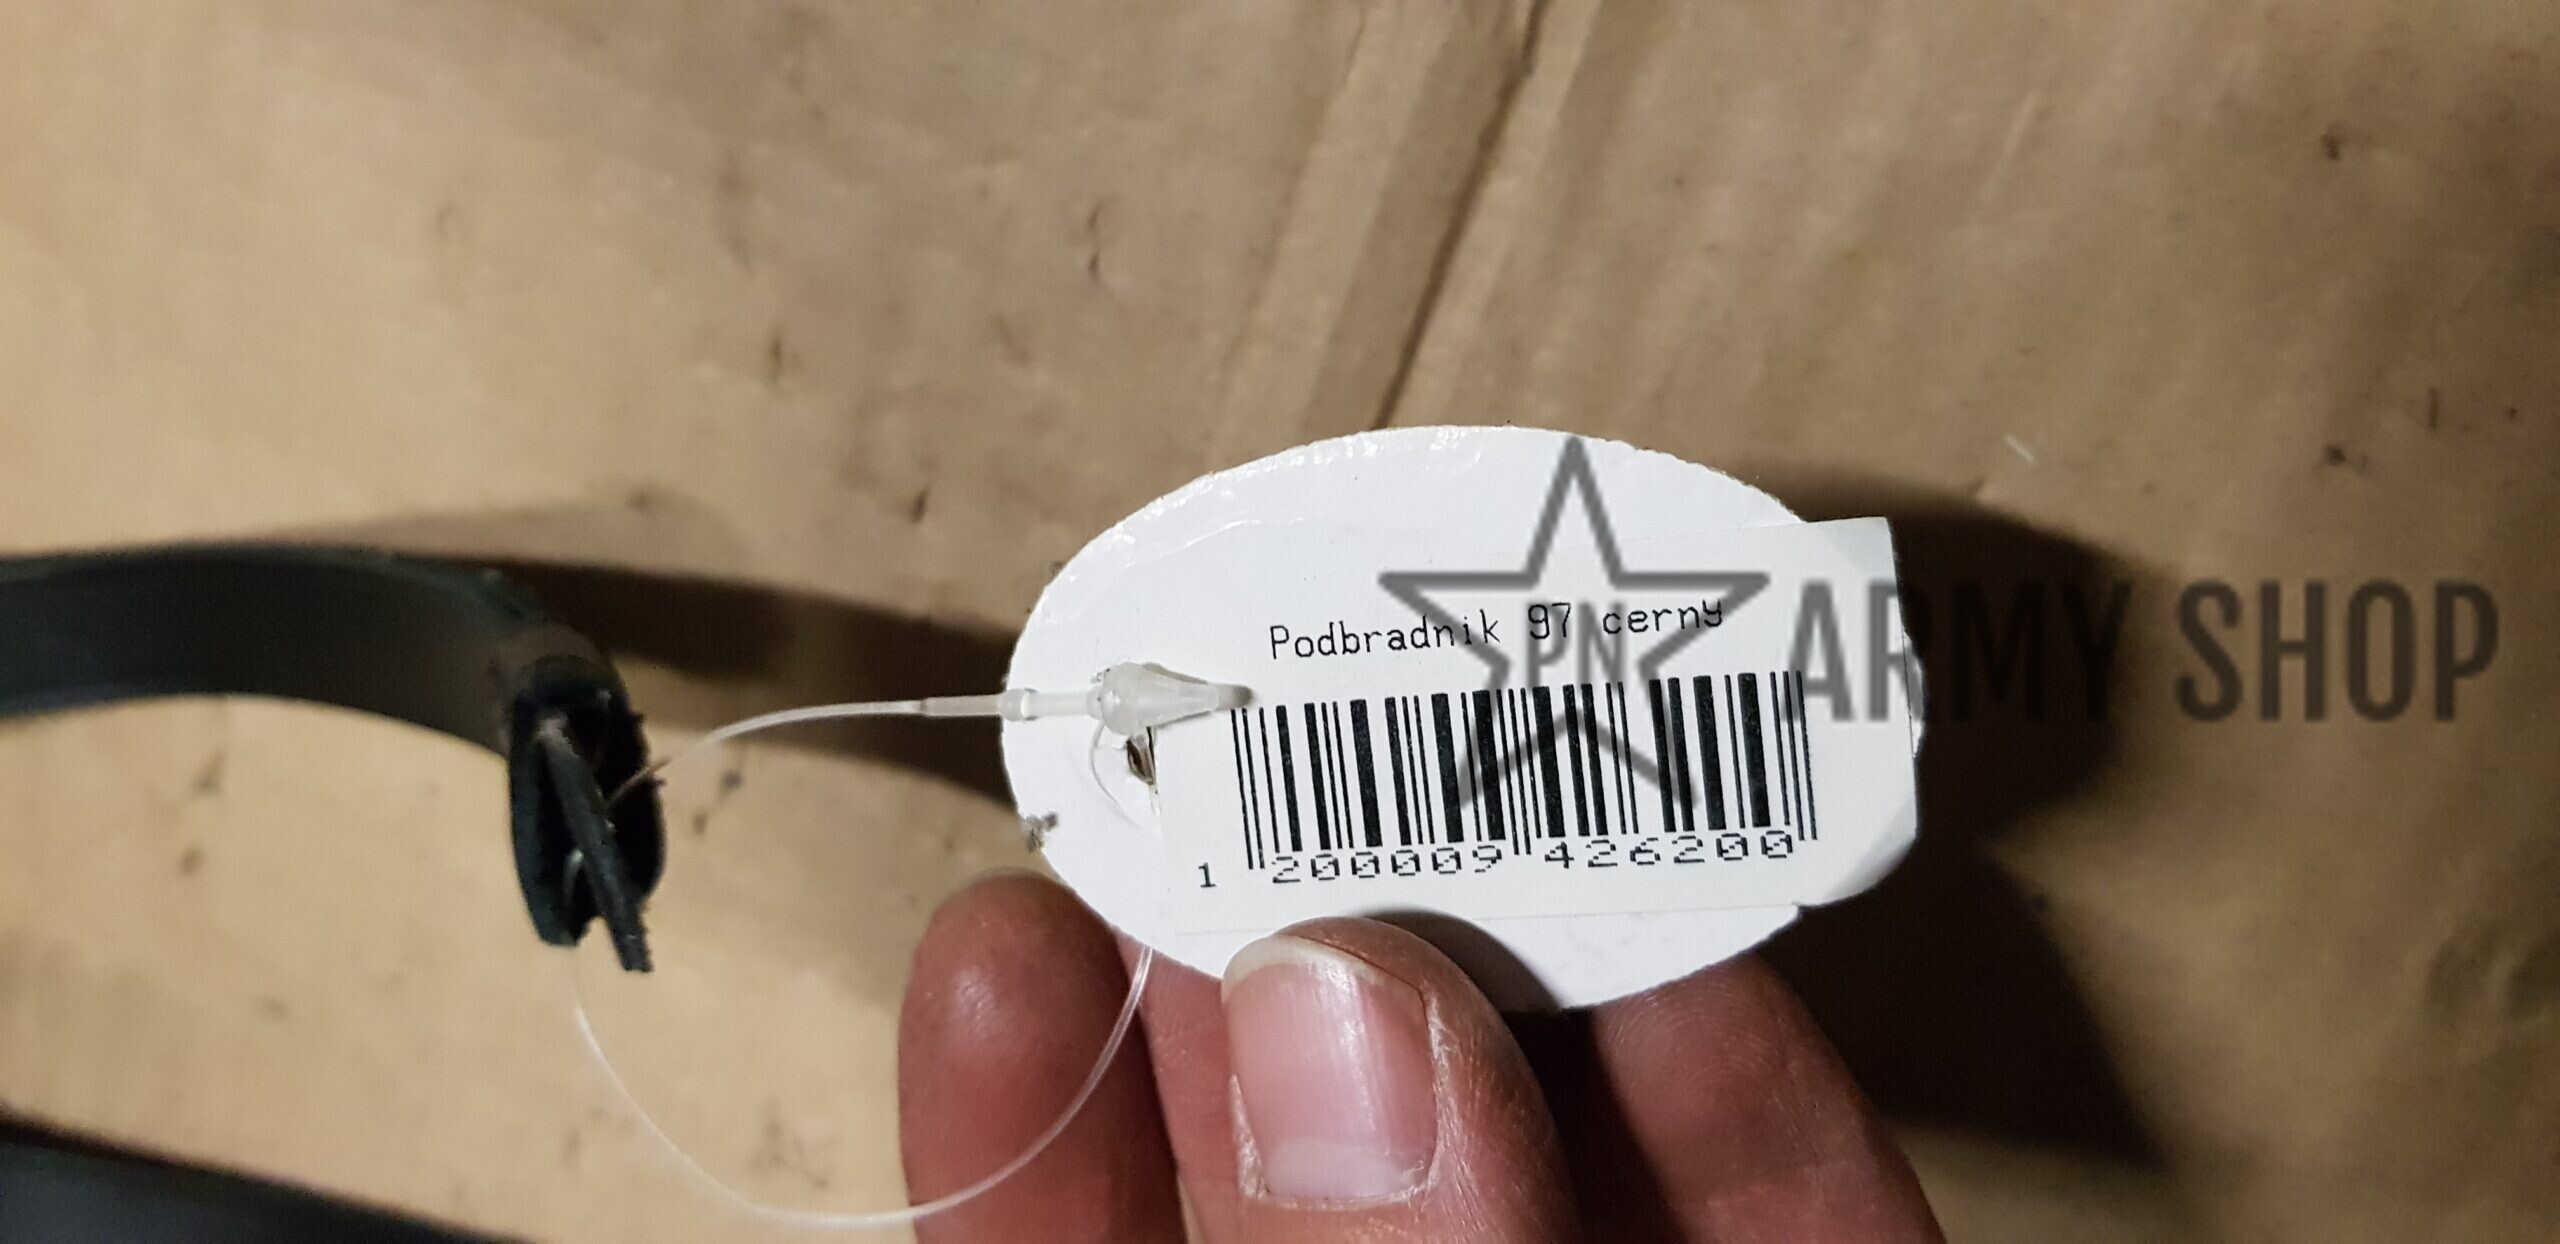 Podbradnik 97 cerny
1 200009 426200
PN ARMY SHOP